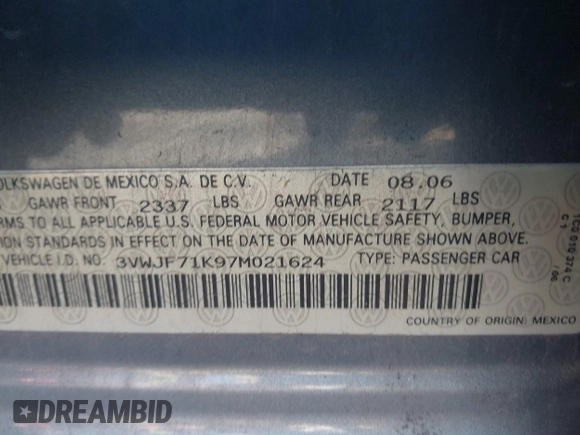 OLKSWAGEN DE MEXICO S.A. DE C.V. DATE 08.06
GAWR FRONT 2337 LBS GAWR REAR 2117 LBS
RMS TO ALL APPLICABLE U.S. FEDERAL MOTOR VEHICLE SAFETY, BUMPER,
ION STANDARDS IN EFFECT ON THE DATE OF MANUFACTURE SHOWN ABOVE.
VEHICLE I.D. NO. 3VWJF71K97M021624 TYPE: PASSENGER CAR
COUNTRY OF ORIGIN: MEXICO
DREAMBID